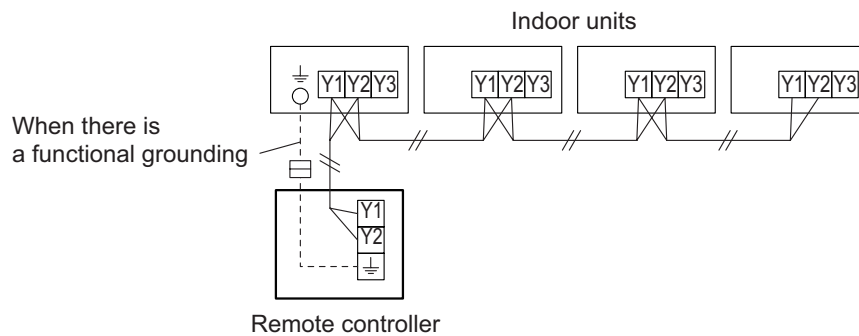 Indoor units
Y1 Y2 Y3
Y1 Y2 Y3
Y1 Y2 Y3
Y1 Y2 Y3
When there is
a functional grounding
Y1
Y2
Remote controller